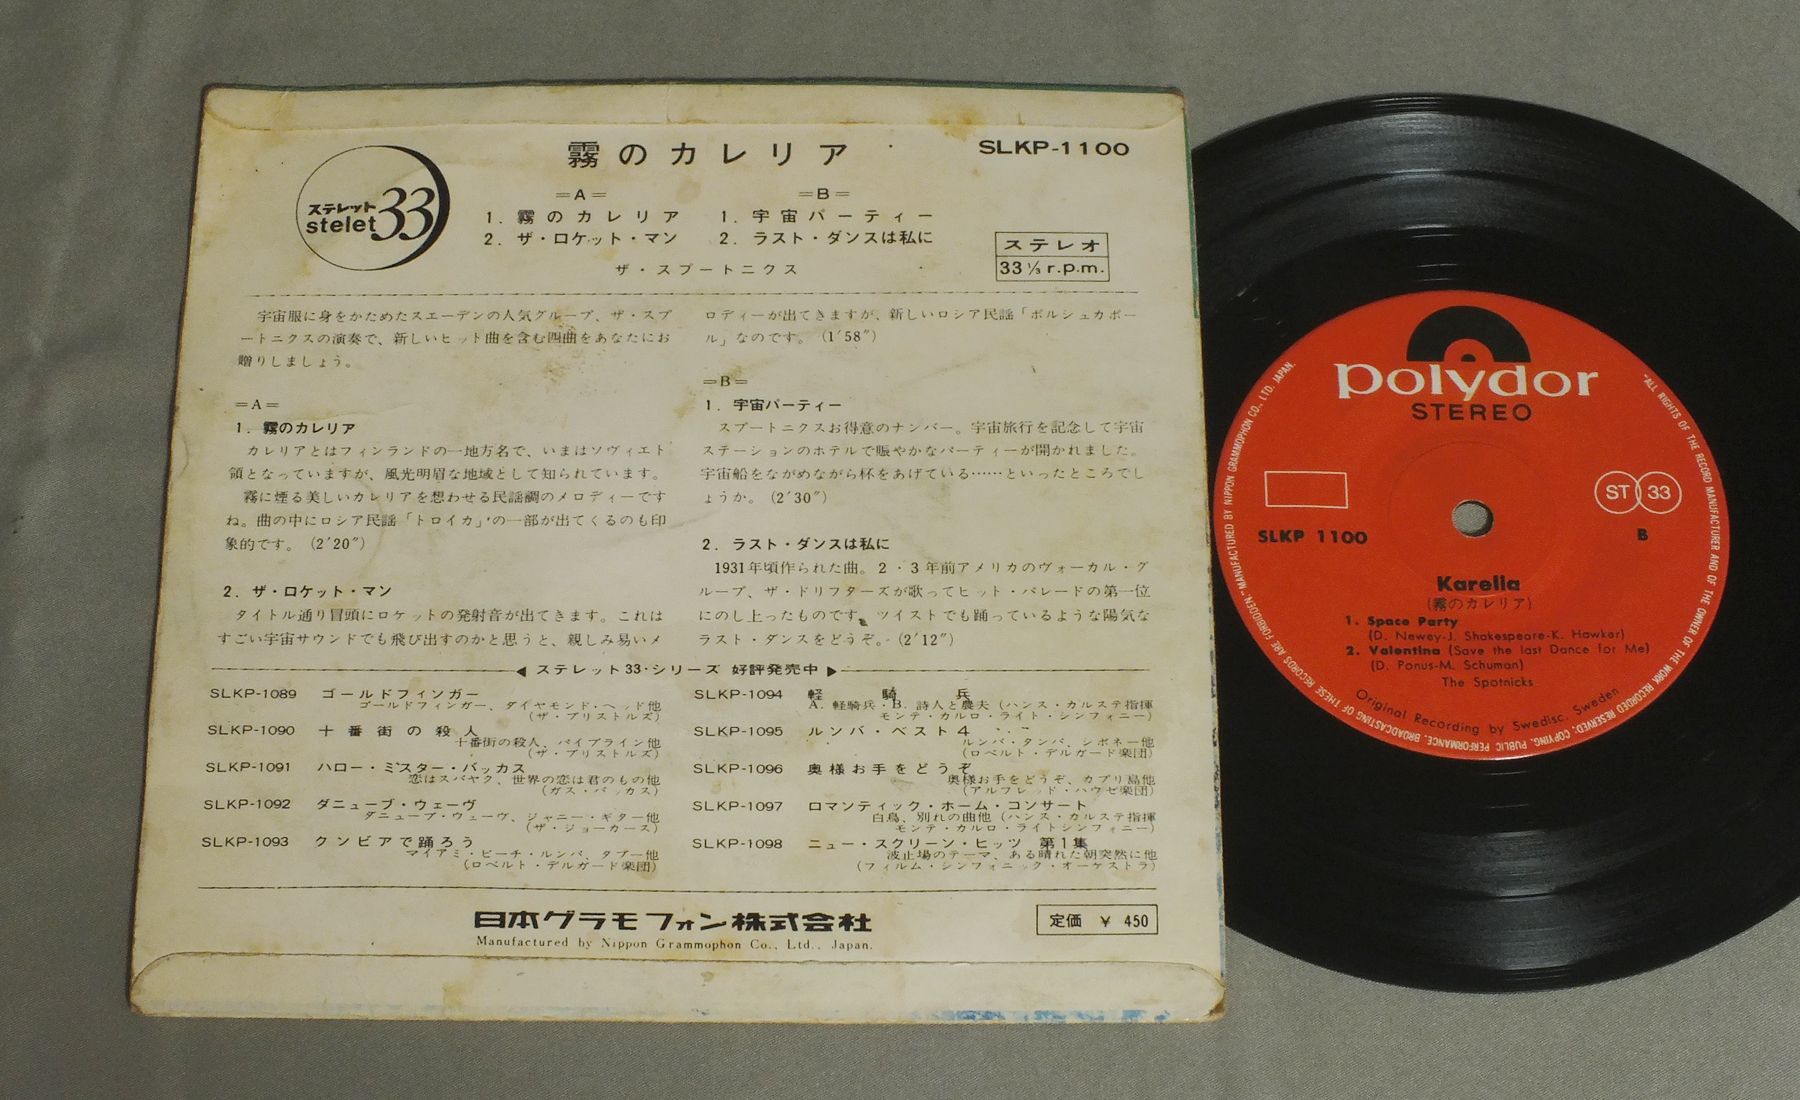 霧のカレリア
SLKP-1100
ステレット
stelet 33
=A=
1. 霧のカレリア
2. ザ・ロケット・マン
=B=
1. 宇宙パーティー
2. ラスト・ダンスは私に
ザ・スプートニクス
ステレオ
33⅓ r.p.m.
宇宙服に身をかためたスエーデンの人気グループ、ザ・スプ
ートニクスの演奏で、新しいヒット曲を含む四曲をあなたにお
贈りしましょう。
=A=
1. 霧のカレリア
カレリアとはフィンランドの一地方名で、いまはソヴィエト
領となっていますが、風光明眉な地域として知られています。
霧に煙る美しいカレリアを想わせる民謡調のメロディーです
ね。曲の中にロシア民謡「トロイカ」の一部が出てくるのも印
象的です。(2′20″)
2. ザ・ロケット・マン
タイトル通り冒頭にロケットの発射音が出てきます。これは
すごい宇宙サウンドでも飛び出すのかと思うと、親しみ易いメ
ロディーが出てきますが、新しいロシア民謡「ポルシュカポー
ル」なのです。(1′58″)
=B=
1. 宇宙パーティー
スプートニクスお得意のナンバー。宇宙旅行を記念して宇宙
ステーションのホテルで賑やかなパーティーが開かれました。
宇宙船をながめながら杯をあげている……といったところでし
ょうか。(2′30″)
2. ラスト・ダンスは私に
1931年頃作られた曲。2・3年前アメリカのヴォーカル・グ
ループ、ザ・ドリフターズが歌ってヒット・パレードの第一位
にのし上ったものです。ツイストでも踊っているような陽気な
ラスト・ダンスをどうぞ。(2′12″)
◀ ステレット33・シリーズ 好評発売中 ▶
SLKP-1089 ゴールドフィンガー
ゴールドフィンガー、ダイヤモンド・ヘッド他
(ザ・ブリストルズ)
SLKP-1090 十番街の殺人
十番街の殺人、パイプライン他
(ザ・ブリストルズ)
SLKP-1091 ハロー・ミスター・バッカス
恋はスバヤク、世界の恋は君のもの他
(ガス・バッカス)
SLKP-1092 ダニューブ・ウェーヴ
ダニューブ・ウェーヴ、ジャニー・ギター他
(ザ・ジョーカース)
SLKP-1093 クンビアで踊ろう
マイアミ・ビーチ・ルンバ、タブー他
(ロベルト・デルガード楽団)
SLKP-1094 軽騎兵
A. 軽騎兵・B. 詩人と農夫 (ハンス・カルステ指揮
モンテ・カルロ・ライト・シンフォニー)
SLKP-1095 ルンバ・ベスト4
ルンバ・タンバ、シボネー他
(ロベルト・デルガード楽団)
SLKP-1096 奥様お手をどうぞ
奥様お手をどうぞ、カプリ島他
(アルフレッド・ハウゼ楽団)
SLKP-1097 ロマンティック・ホーム・コンサート
白鳥、別れの曲他 (ハンス・カルステ指揮
モンテ・カルロ・ライトシンフォニー)
SLKP-1098 ニュー・スクリーン・ヒッツ 第1集
波止場のテーマ、ある晴れた朝突然に他
(フィルム・シンフォニック・オーケストラ)
日本グラモフォン株式会社
Manufactured by Nippon Grammophon Co., Ltd., Japan.
定価 ¥ 450
polydor
STEREO
ST 33
SLKP 1100
B
Karelia
(霧のカレリア)
1. Space Party
(D. Newey-J. Shakespeare-K. Hawker)
2. Valentina (Save the last Dance for Me)
(D. Ponus-M. Schuman)
The Spotnicks
Original Recording by Swedisc, Sweden
"ALL RIGHTS OF THE RECORD MANUFACTURER AND OF THE OWNER OF THE WORK RECORDED RESERVED. COPYING, PUBLIC PERFORMANCE, BROADCASTING OF THESE RECORDS ARE FORBIDDEN." MANUFACTURED BY NIPPON GRAMMOPHON CO., LTD. JAPAN.